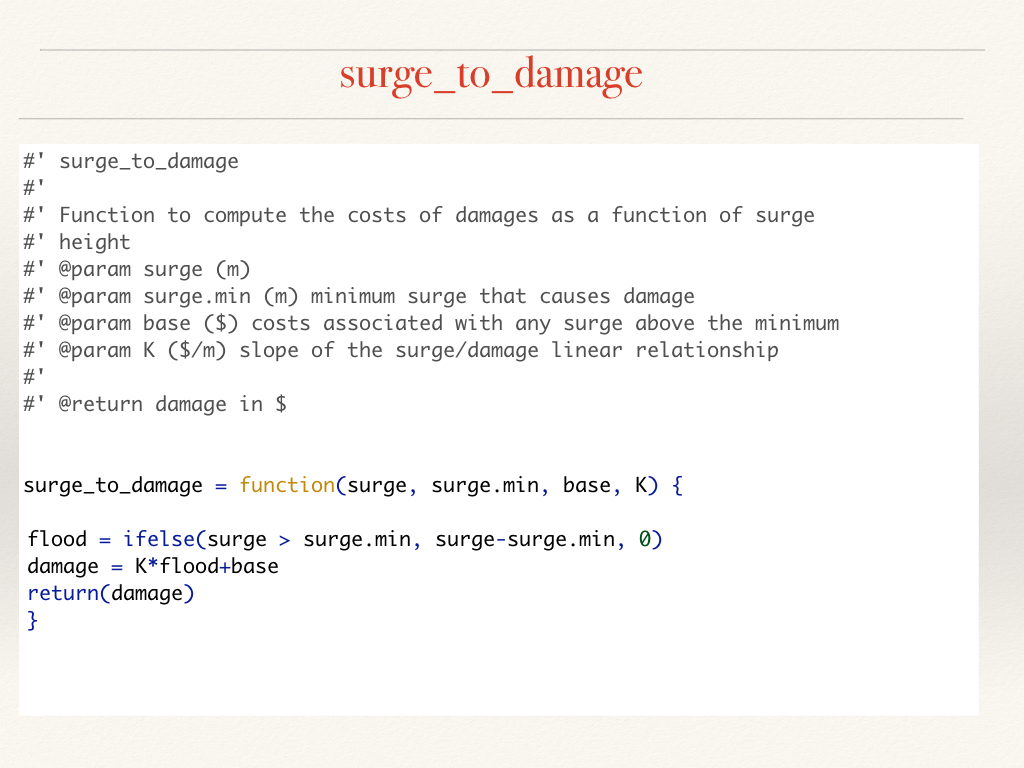 surge_to_damage
#' surge_to_damage
#'
#' Function to compute the costs of damages as a function of surge
#' height
#' @param surge (m)
#' @param surge.min (m) minimum surge that causes damage
#' @param base ($) costs associated with any surge above the minimum
#' @param K ($/m) slope of the surge/damage linear relationship
#'
#' @return damage in $
surge_to_damage = function(surge, surge.min, base, K) {
flood = ifelse(surge > surge.min, surge-surge.min, 0)
damage = K*flood+base
return(damage)
}